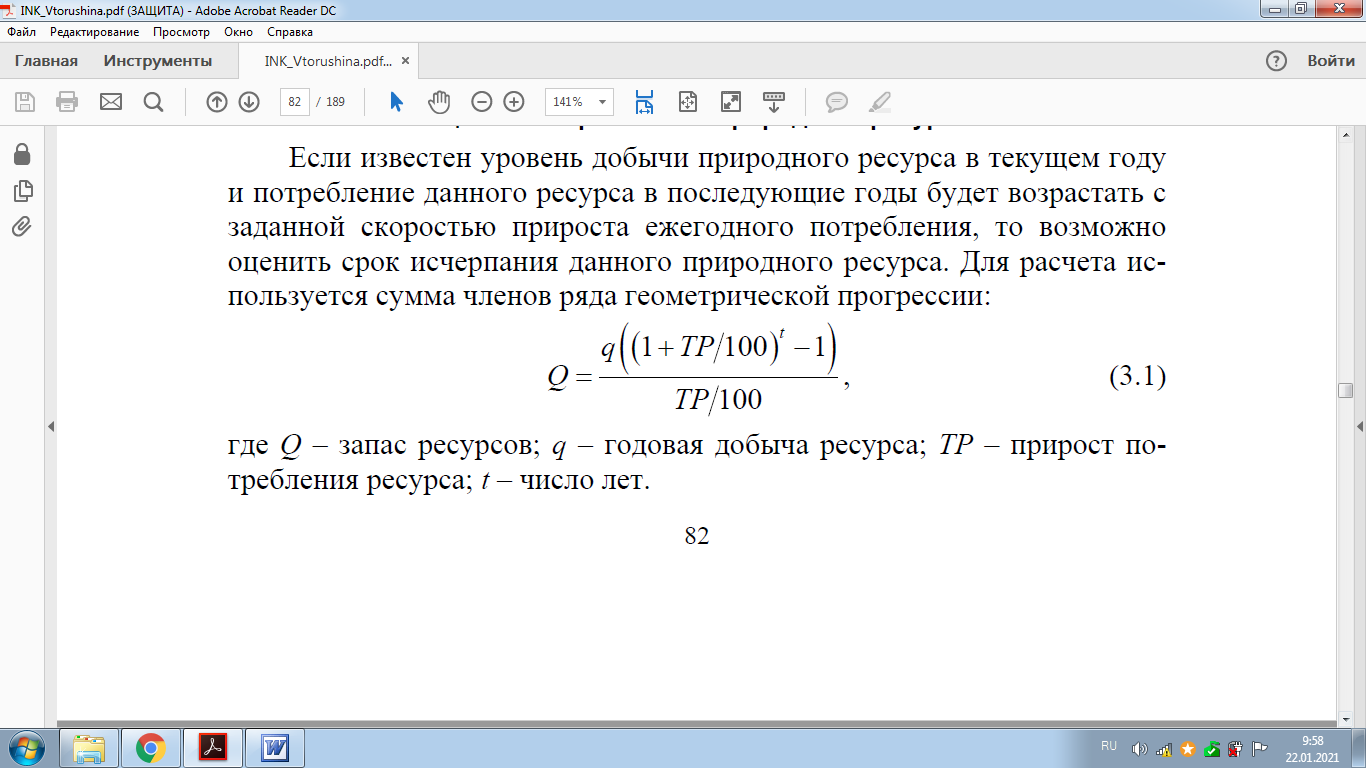 INK_Vtorushina.pdf (ЗАЩИТА) - Adobe Acrobat Reader DC
Файл Редактирование Просмотр Окно Справка
Главная Инструменты INK_Vtorushina.pdf... × ? Войти
82 / 189 141%
Если известен уровень добычи природного ресурса в текущем году
и потребление данного ресурса в последующие годы будет возрастать с
заданной скоростью прироста ежегодного потребления, то возможно
оценить срок исчерпания данного природного ресурса. Для расчета ис-
пользуется сумма членов ряда геометрической прогрессии:
Q = q((1 + TP/100)^t − 1) / TP/100 , (3.1)
где Q – запас ресурсов; q – годовая добыча ресурса; TP – прирост по-
требления ресурса; t – число лет.
82
RU 9:58
22.01.2021